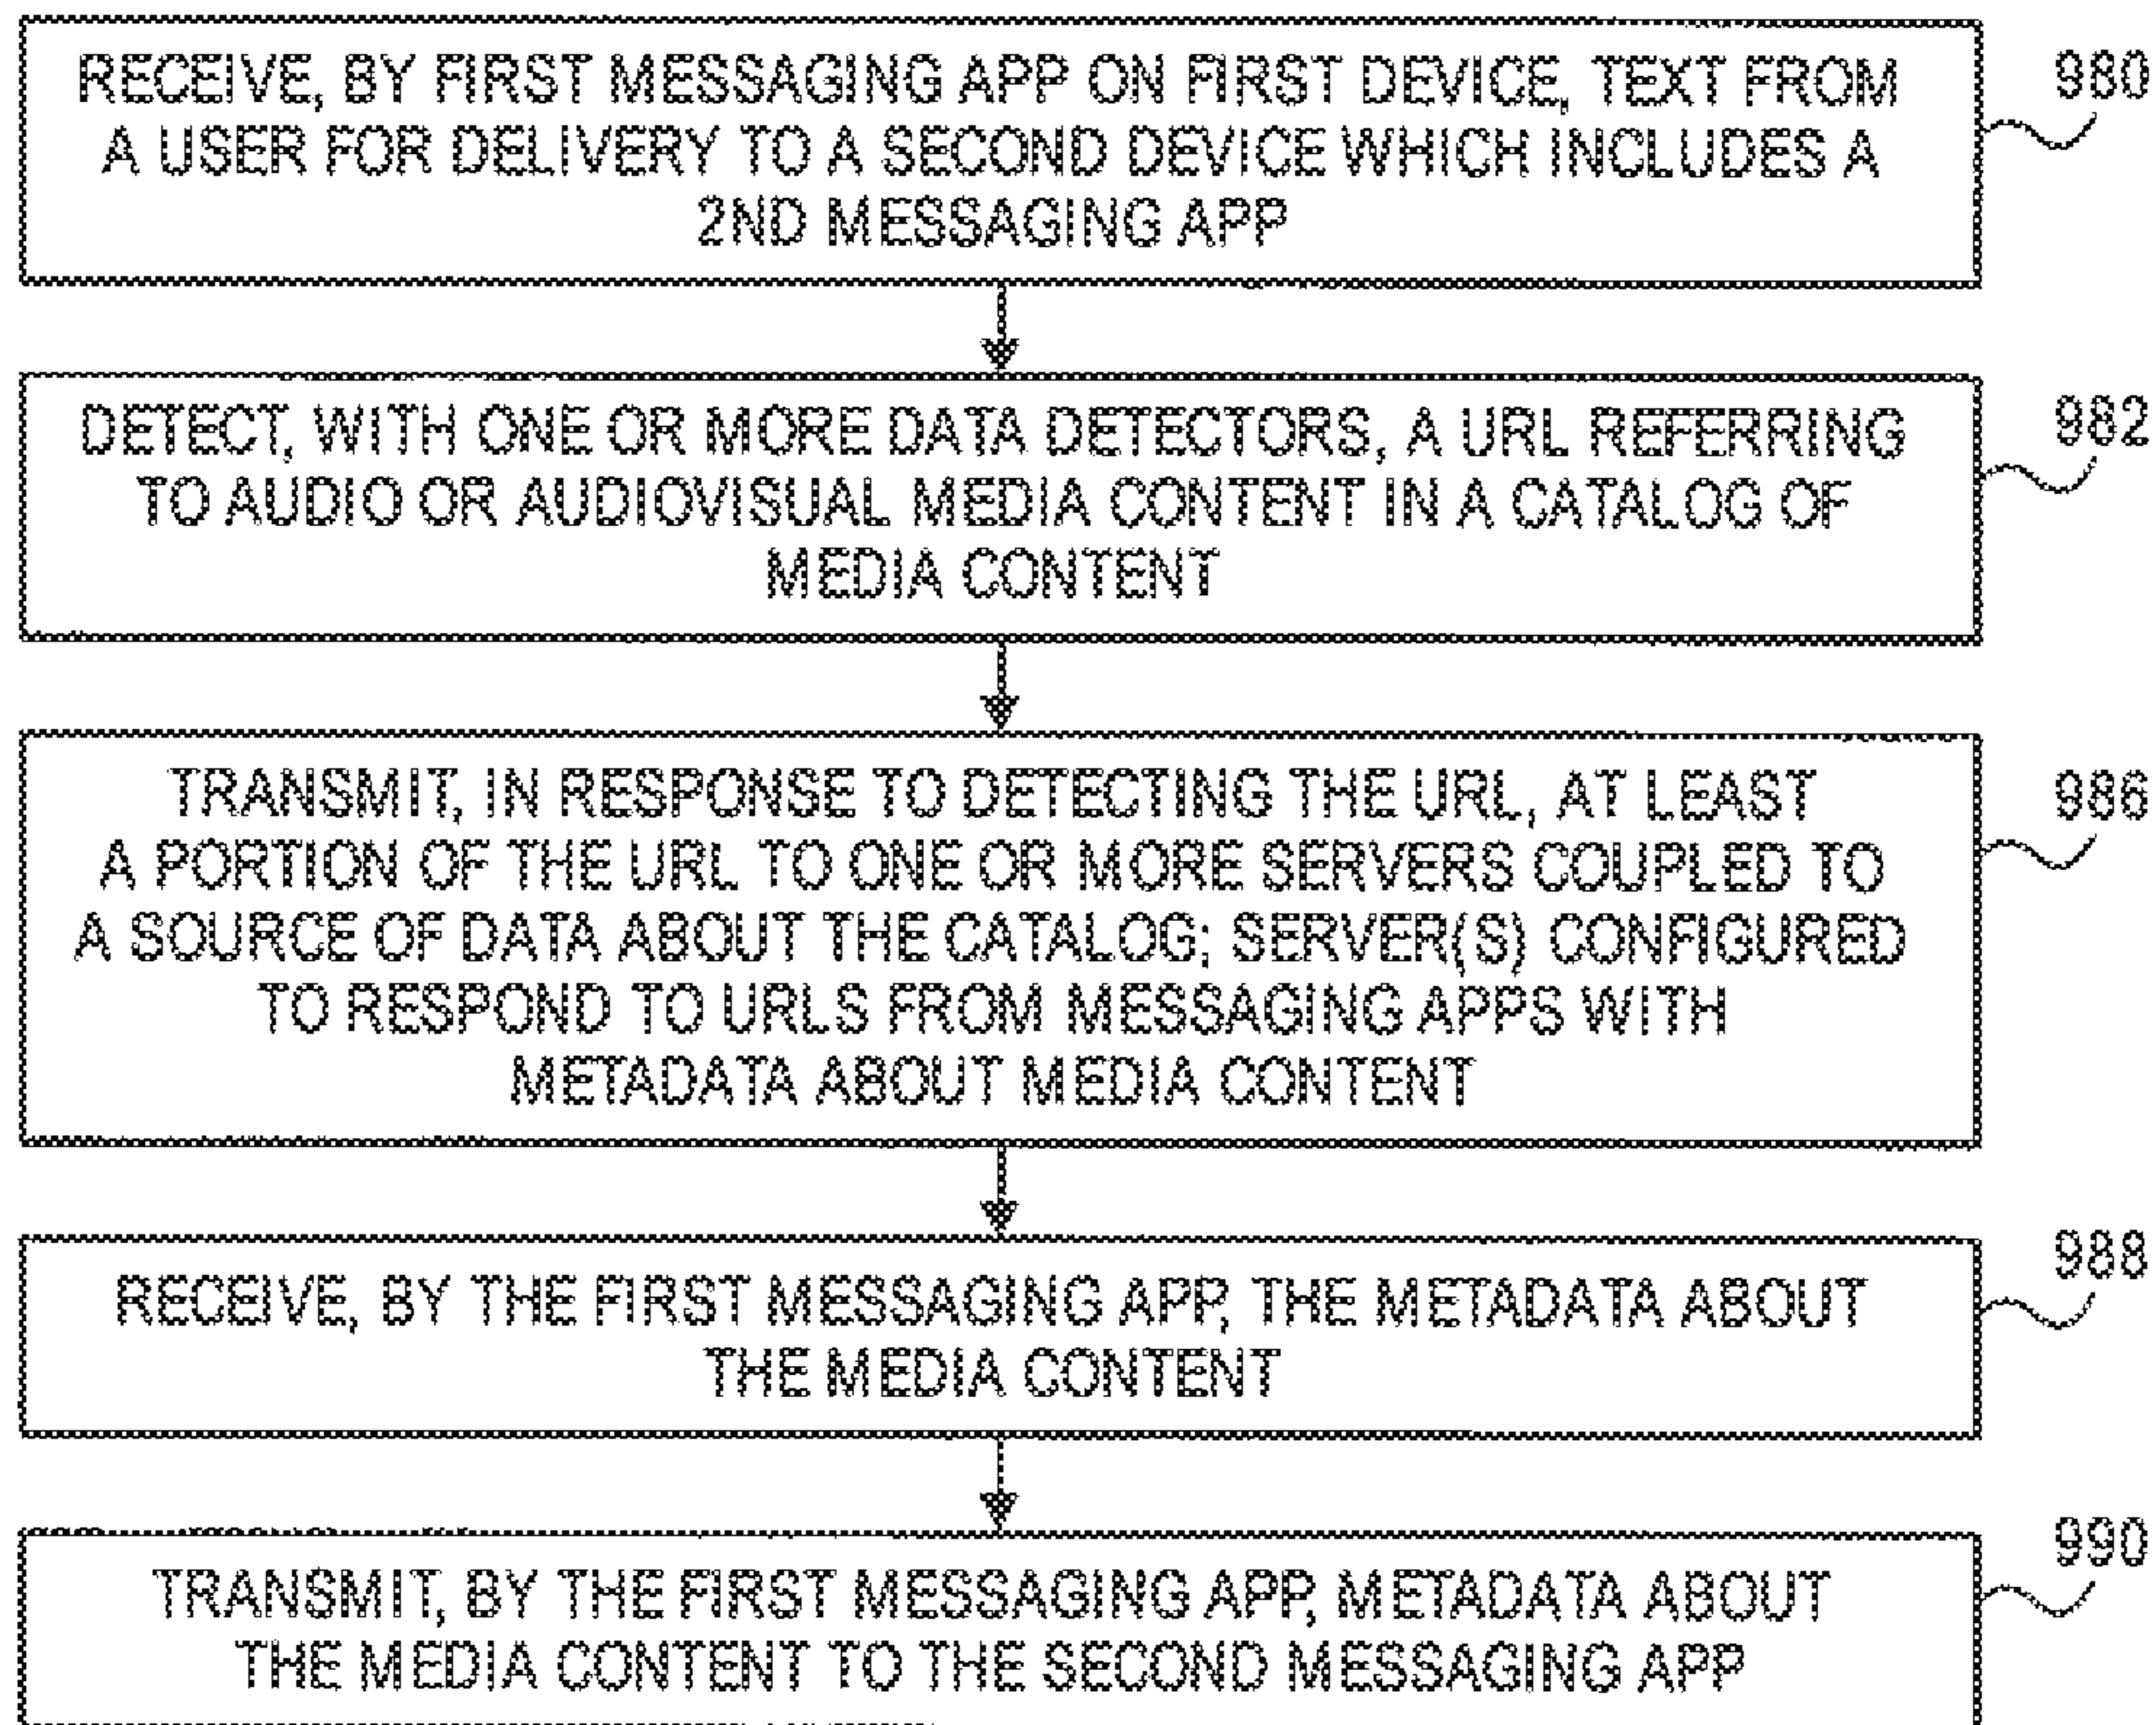 RECEIVE, BY FIRST MESSAGING APP ON FIRST DEVICE, TEXT FROM
A USER FOR DELIVERY TO A SECOND DEVICE WHICH INCLUDES A
2ND MESSAGING APP
980
DETECT, WITH ONE OR MORE DATA DETECTORS, A URL REFERRING
TO AUDIO OR AUDIOVISUAL MEDIA CONTENT IN A CATALOG OF
MEDIA CONTENT
982
TRANSMIT, IN RESPONSE TO DETECTING THE URL, AT LEAST
A PORTION OF THE URL TO ONE OR MORE SERVERS COUPLED TO
A SOURCE OF DATA ABOUT THE CATALOG; SERVER(S) CONFIGURED
TO RESPOND TO URLS FROM MESSAGING APPS WITH
METADATA ABOUT MEDIA CONTENT
986
RECEIVE, BY THE FIRST MESSAGING APP, THE METADATA ABOUT
THE MEDIA CONTENT
988
TRANSMIT, BY THE FIRST MESSAGING APP, METADATA ABOUT
THE MEDIA CONTENT TO THE SECOND MESSAGING APP
990